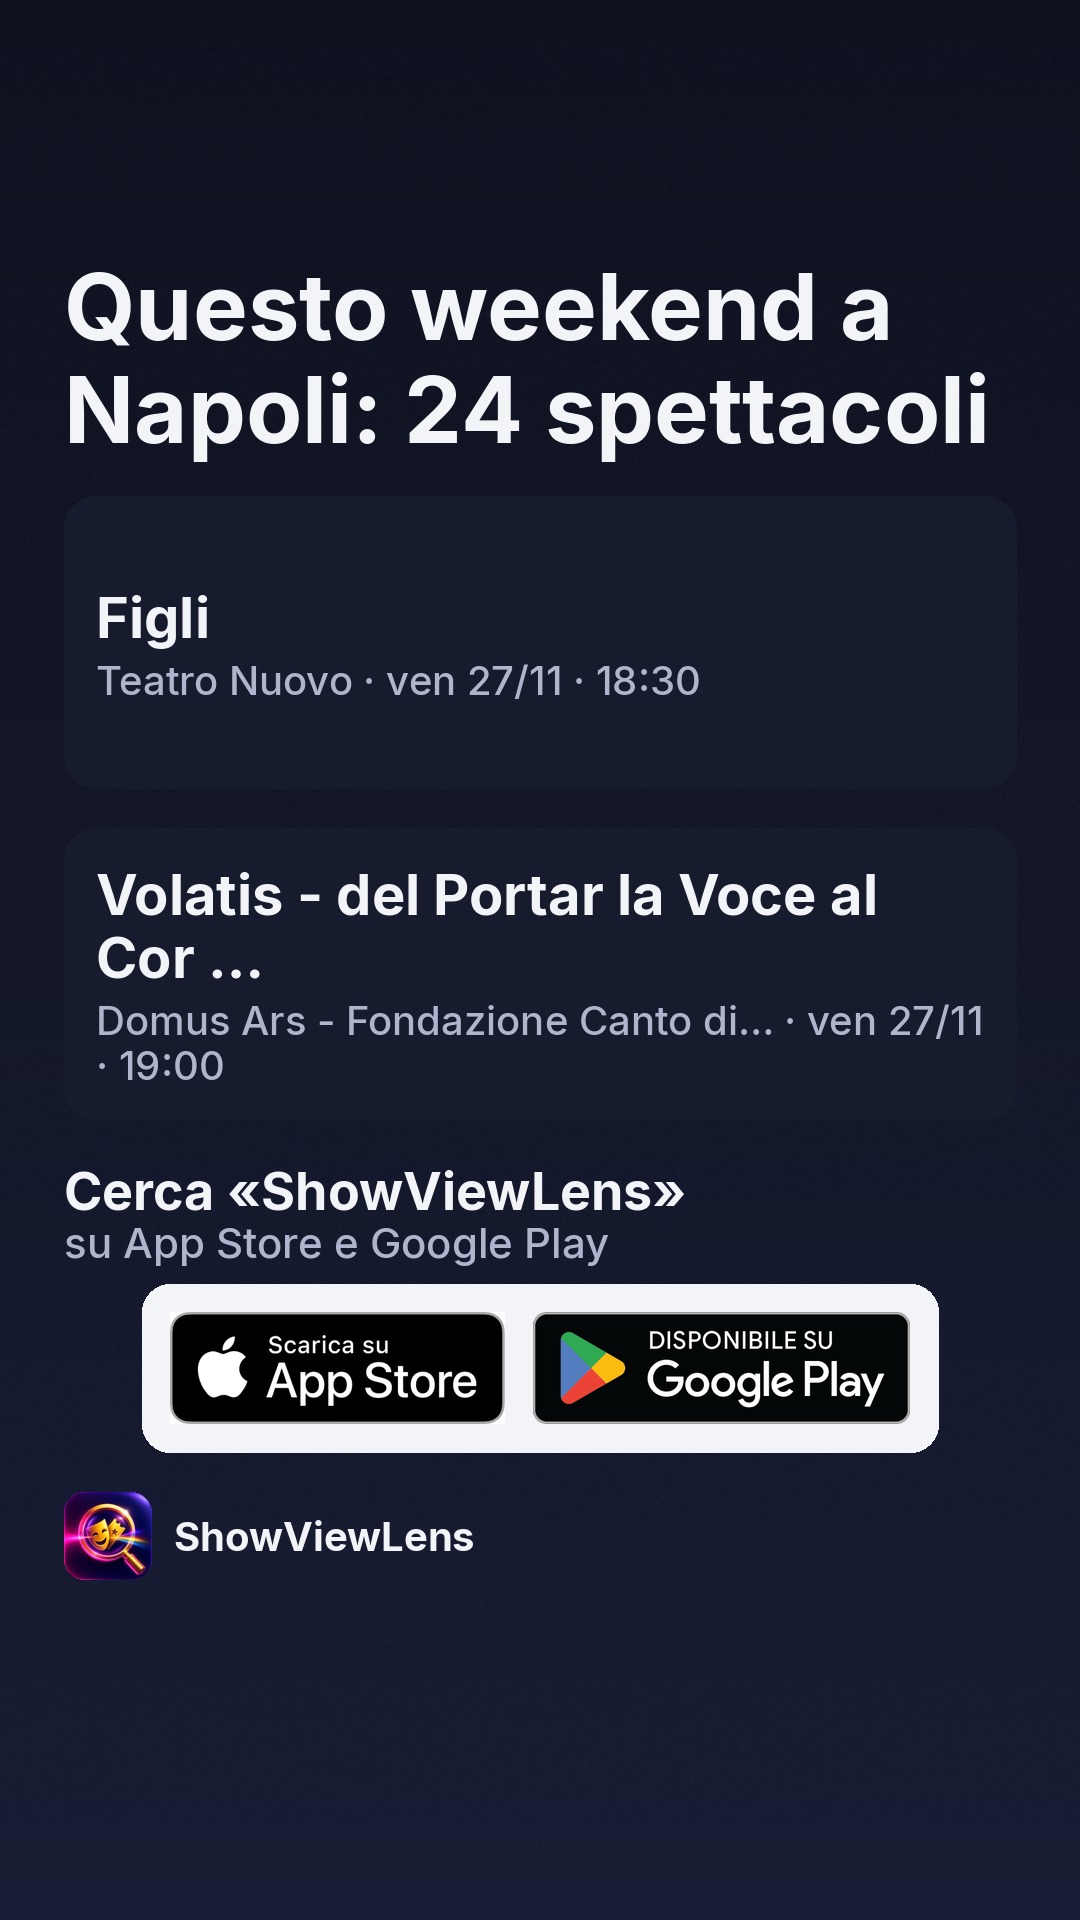 Questo weekend a
Napoli: 24 spettacoli
Figli
Teatro Nuovo · ven 27/11 · 18:30
Volatis - del Portar la Voce al
Cor ...
Domus Ars - Fondazione Canto di... · ven 27/11
· 19:00
Cerca «ShowViewLens»
su App Store e Google Play
Scarica su
App Store
DISPONIBILE SU
Google Play
ShowViewLens